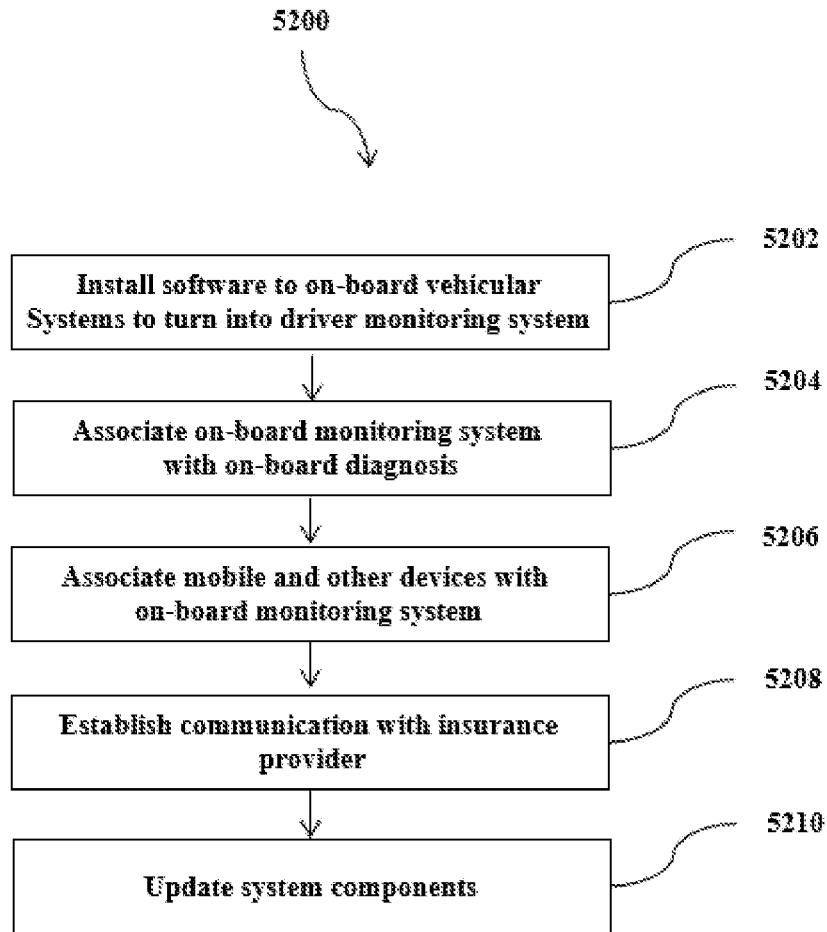 5200
5202
Install software to on-board vehicular
Systems to turn into driver monitoring system
5204
Associate on-board monitoring system
with on-board diagnosis
5206
Associate mobile and other devices with
on-board monitoring system
5208
Establish communication with insurance
provider
5210
Update system components